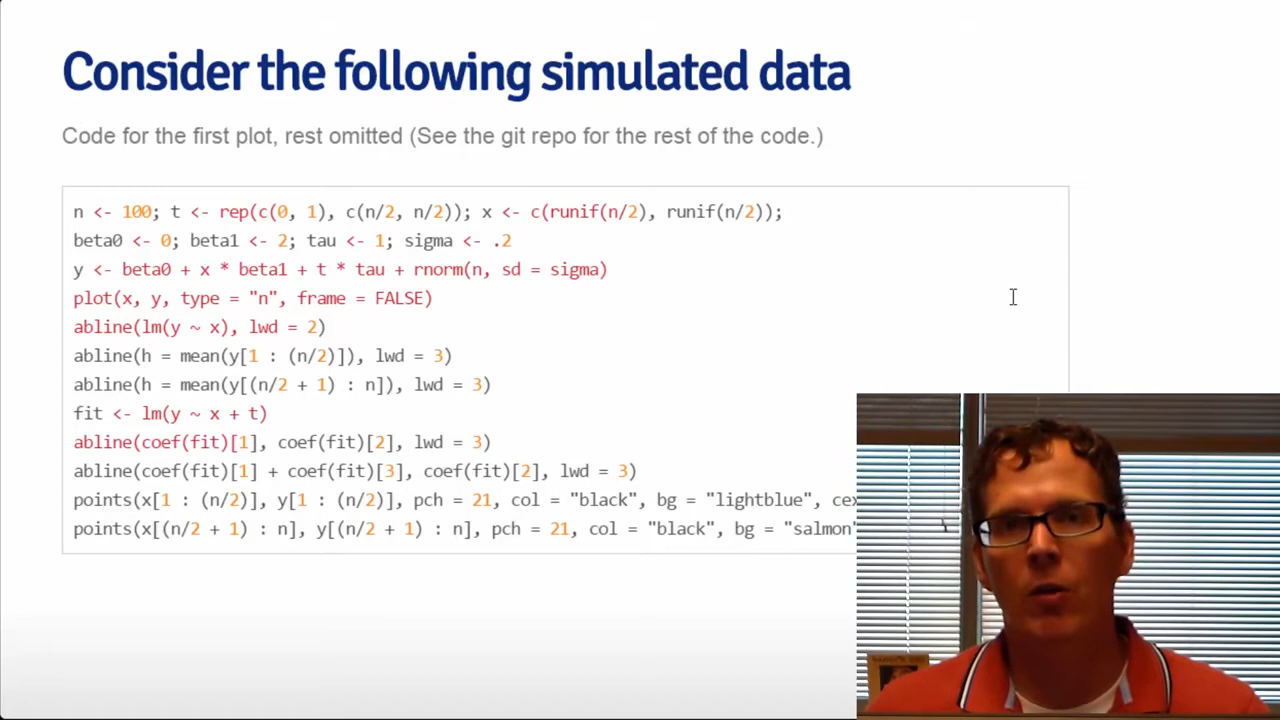 Consider the following simulated data
Code for the first plot, rest omitted (See the git repo for the rest of the code.)
n <- 100; t <- rep(c(0, 1), c(n/2, n/2)); x <- c(runif(n/2), runif(n/2));
beta0 <- 0; beta1 <- 2; tau <- 1; sigma <- .2
y <- beta0 + x * beta1 + t * tau + rnorm(n, sd = sigma)
plot(x, y, type = "n", frame = FALSE)
abline(lm(y ~ x), lwd = 2)
abline(h = mean(y[1 : (n/2)]), lwd = 3)
abline(h = mean(y[(n/2 + 1) : n]), lwd = 3)
fit <- lm(y ~ x + t)
abline(coef(fit)[1], coef(fit)[2], lwd = 3)
abline(coef(fit)[1] + coef(fit)[3], coef(fit)[2], lwd = 3)
points(x[1 : (n/2)], y[1 : (n/2)], pch = 21, col = "black", bg = "lightblue", cex
points(x[(n/2 + 1) : n], y[(n/2 + 1) : n], pch = 21, col = "black", bg = "salmon"